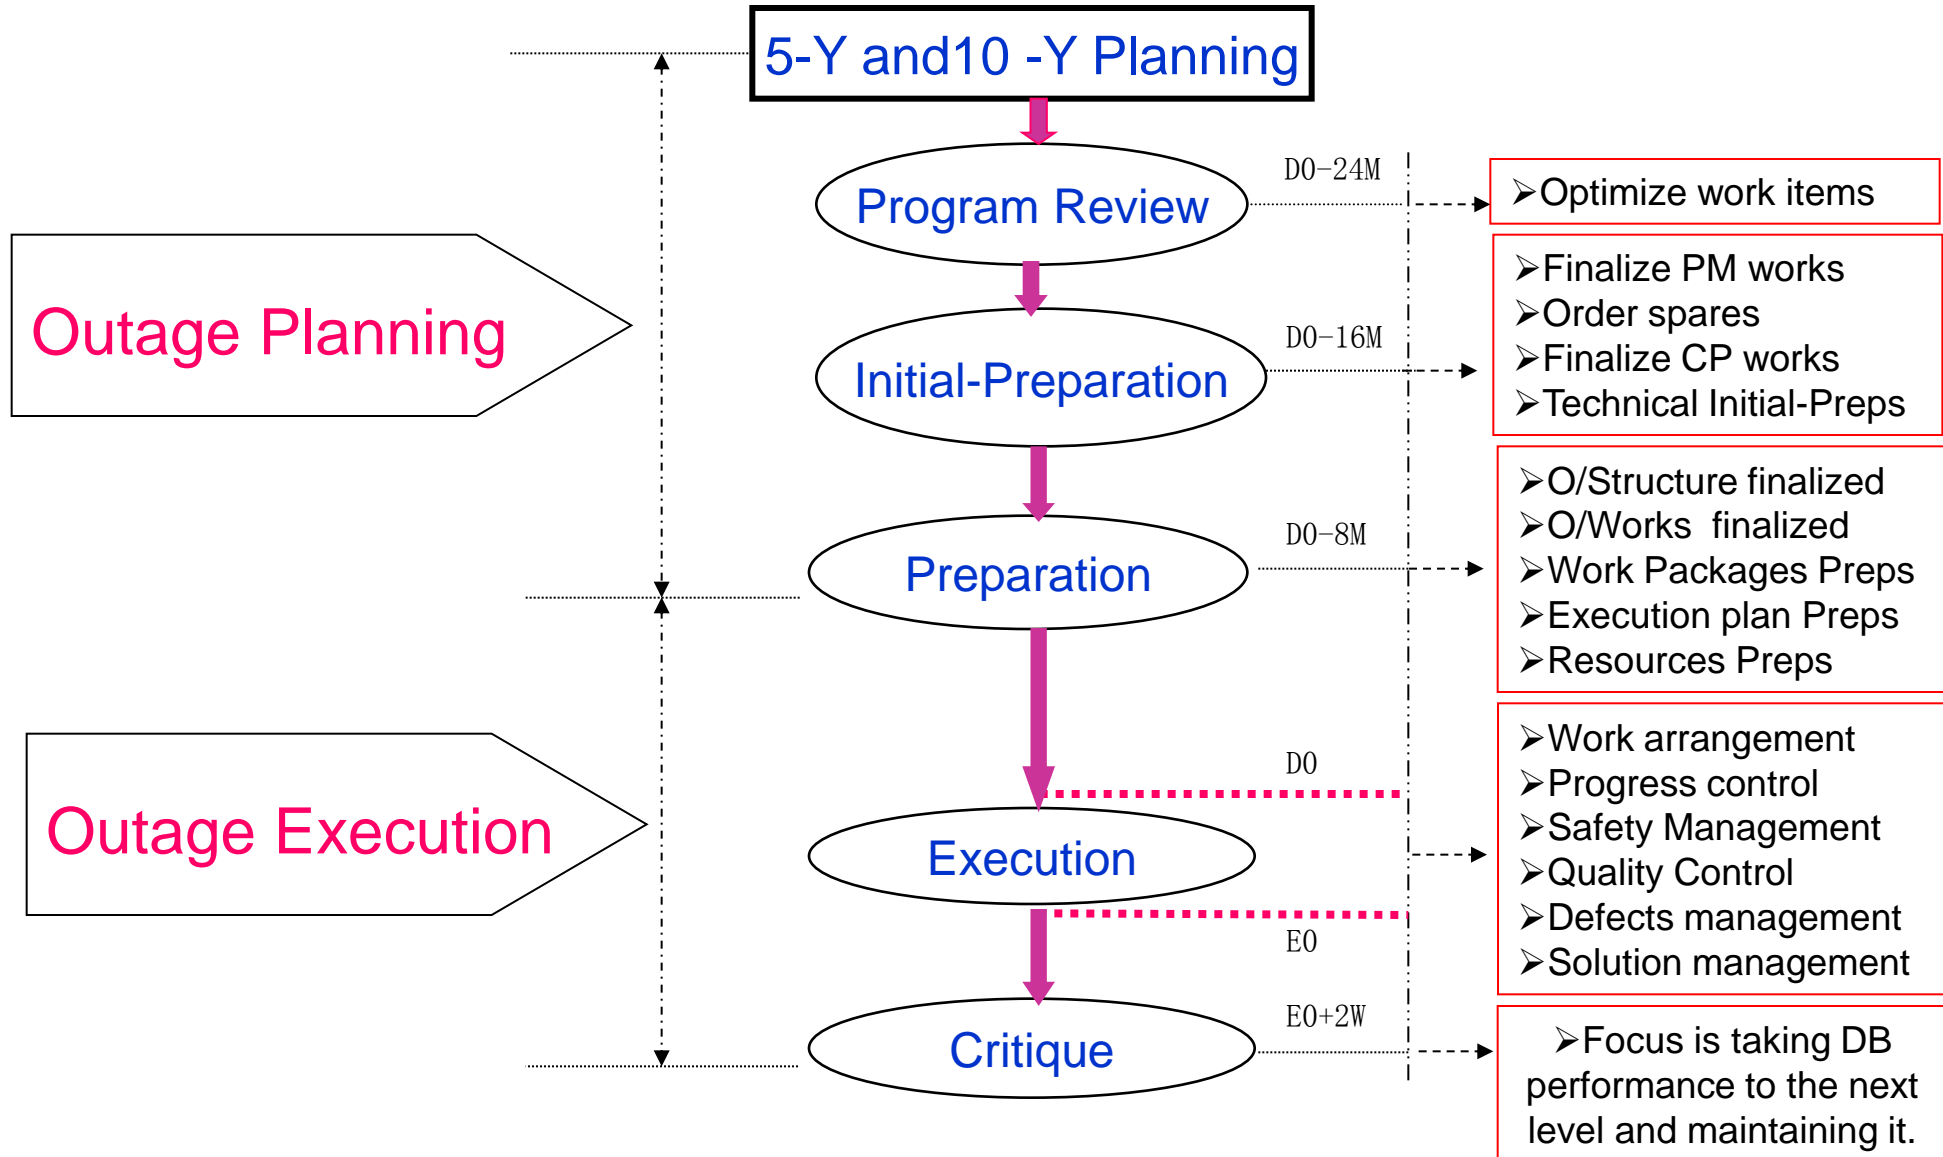 5-Y and10 -Y Planning
Program Review
D0-24M
➢Optimize work items
Outage Planning
Initial-Preparation
D0-16M
➢Finalize PM works
➢Order spares
➢Finalize CP works
➢Technical Initial-Preps
Preparation
D0-8M
➢O/Structure finalized
➢O/Works  finalized
➢Work Packages Preps
➢Execution plan Preps
➢Resources Preps
Outage Execution
D0
Execution
E0
➢Work arrangement
➢Progress control
➢Safety Management
➢Quality Control
➢Defects management
➢Solution management
Critique
E0+2W
➢Focus is taking DB
performance to the next
level and maintaining it.